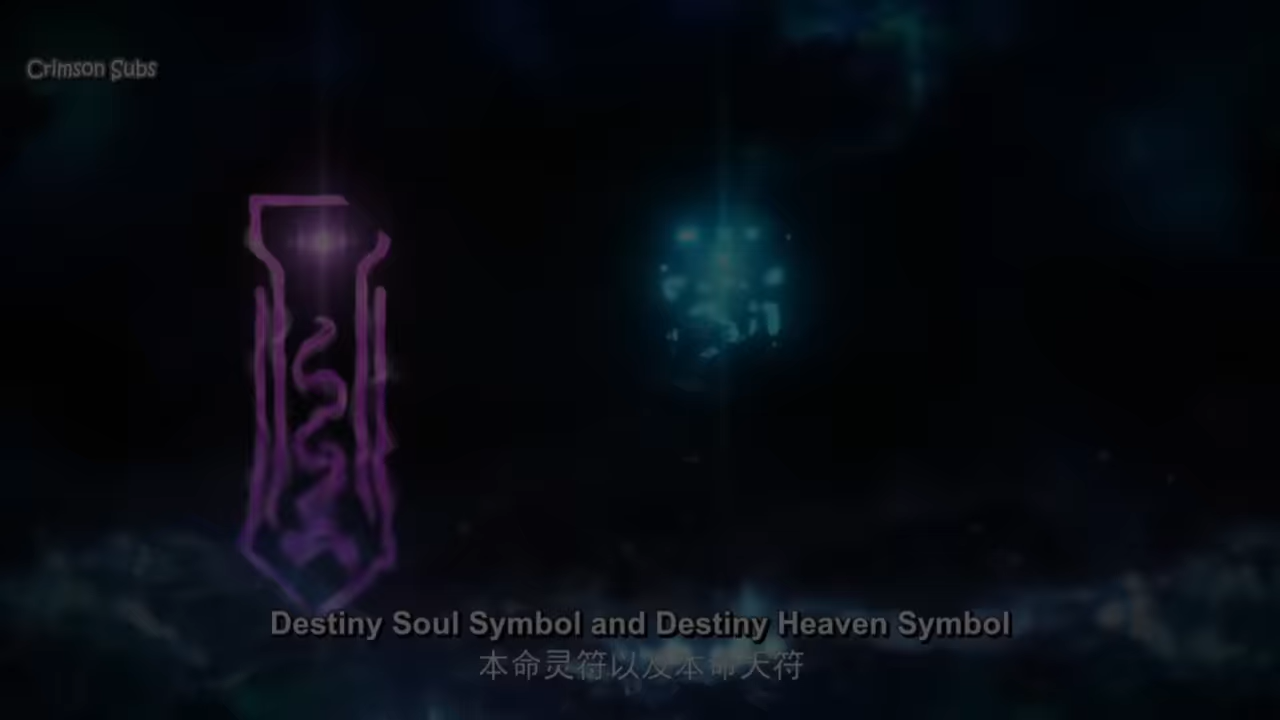 Crimson Subs
Destiny Soul Symbol and Destiny Heaven Symbol
本命灵符以及本命天符